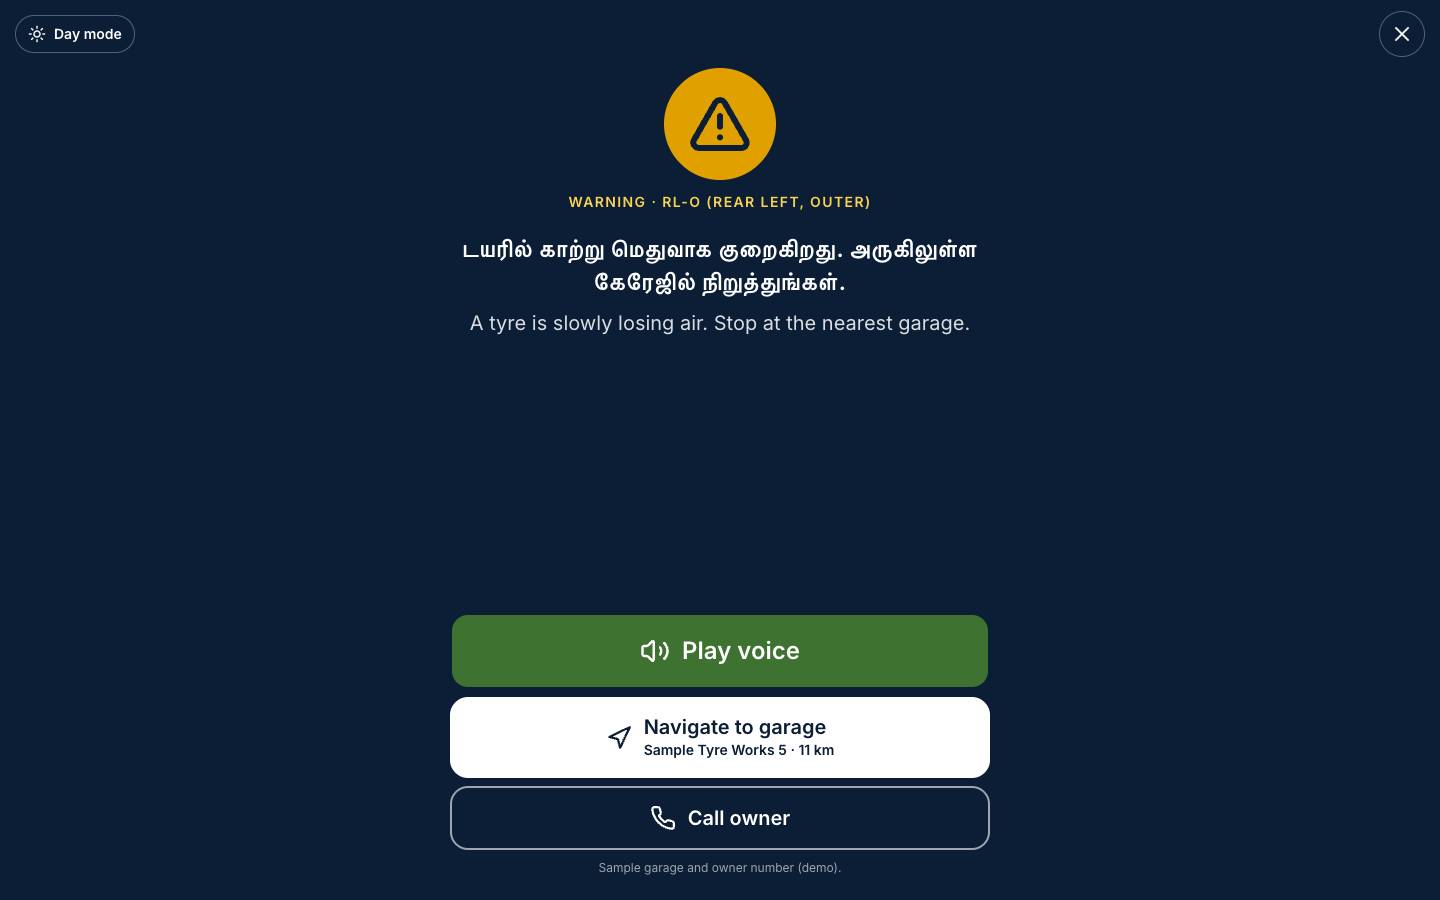 Day mode
WARNING · RL-O (REAR LEFT, OUTER)
டயரில் காற்று மெதுவாக குறைகிறது. அருகிலுள்ள
கேரேஜில் நிறுத்துங்கள்.
A tyre is slowly losing air. Stop at the nearest garage.
Play voice
Navigate to garage
Sample Tyre Works 5 · 11 km
Call owner
Sample garage and owner number (demo).